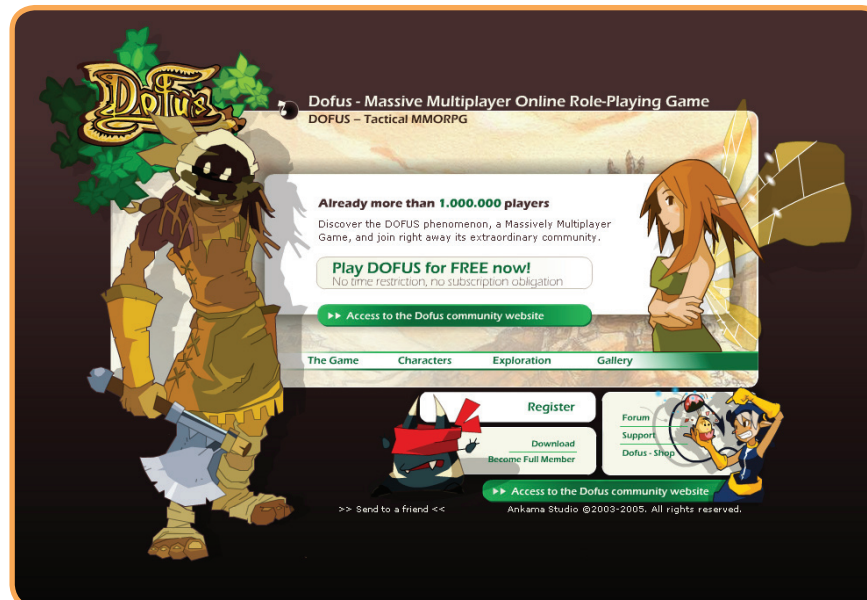 Dofus
Dofus - Massive Multiplayer Online Role-Playing Game
DOFUS – Tactical MMORPG
Already more than 1.000.000 players
Discover the DOFUS phenomenon, a Massively Multiplayer
Game, and join right away its extraordinary community.
Play DOFUS for FREE now!
No time restriction, no subscription obligation
Access to the Dofus community website
The Game Characters Exploration Gallery
Register
Download
Become Full Member
Forum
Support
Dofus - Shop
Access to the Dofus community website
>> Send to a friend <<
Ankama Studio ©2003-2005. All rights reserved.